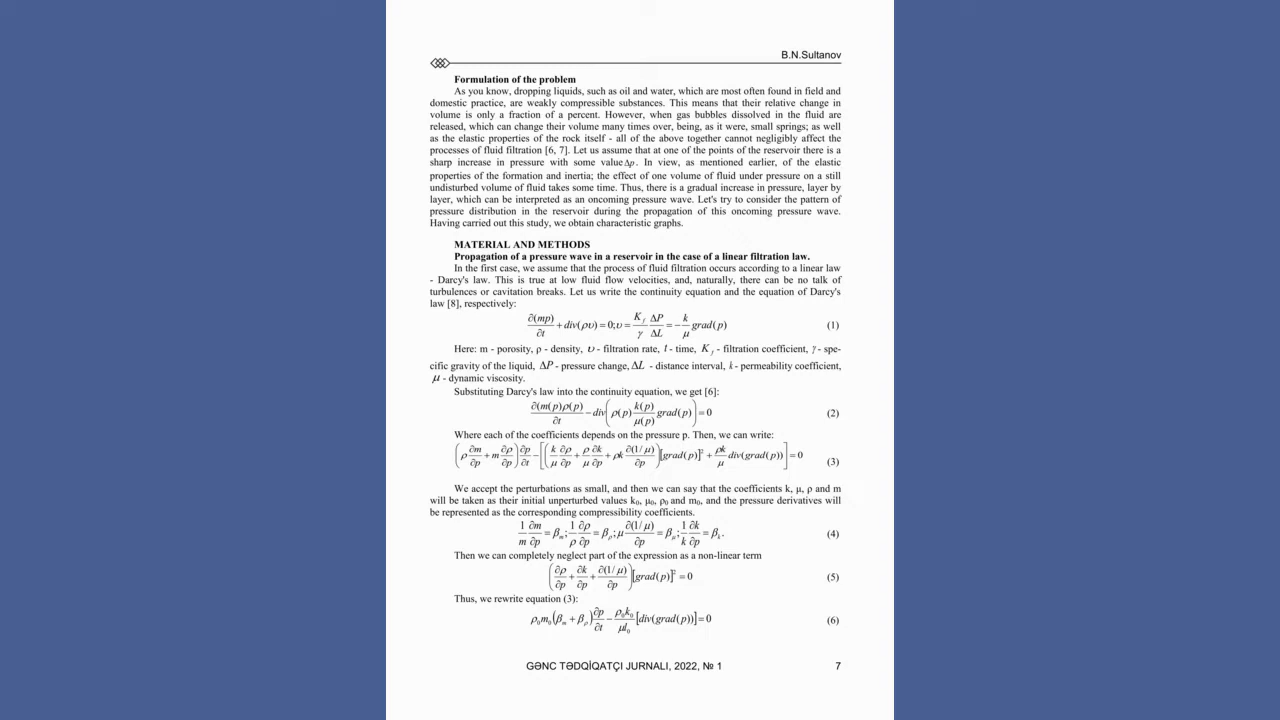 B.N.Sultanov
Formulation of the problem
As you know, dropping liquids, such as oil and water, which are most often found in field and
domestic practice, are weakly compressible substances. This means that their relative change in
volume is only a fraction of a percent. However, when gas bubbles dissolved in the fluid are
released, which can change their volume many times over, being, as it were, small springs; as well
as the elastic properties of the rock itself - all of the above together cannot negligibly affect the
processes of fluid filtration [6, 7]. Let us assume that at one of the points of the reservoir there is a
sharp increase in pressure with some value Δp. In view, as mentioned earlier, of the elastic
properties of the formation and inertia; the effect of one volume of fluid under pressure on a still
undisturbed volume of fluid takes some time. Thus, there is a gradual increase in pressure, layer by
layer, which can be interpreted as an oncoming pressure wave. Let's try to consider the pattern of
pressure distribution in the reservoir during the propagation of this oncoming pressure wave.
Having carried out this study, we obtain characteristic graphs.
MATERIAL AND METHODS
Propagation of a pressure wave in a reservoir in the case of a linear filtration law.
In the first case, we assume that the process of fluid filtration occurs according to a linear law
- Darcy's law. This is true at low fluid flow velocities, and, naturally, there can be no talk of
turbulences or cavitation breaks. Let us write the continuity equation and the equation of Darcy's
law [8], respectively:
∂(mp)/∂t + div(ρυ) = 0; υ = K_f/γ ΔP/ΔL = − k/μ grad(p) (1)
Here: m - porosity, ρ - density, υ - filtration rate, t - time, K_f - filtration coefficient, γ - spe-
cific gravity of the liquid, ΔP - pressure change, ΔL - distance interval, k - permeability coefficient,
μ - dynamic viscosity.
Substituting Darcy's law into the continuity equation, we get [6]:
∂(m(p)ρ(p)/∂t − div(ρ(p) k(p)/μ(p) grad(p)) = 0 (2)
Where each of the coefficients depends on the pressure p. Then, we can write:
(ρ ∂m/∂p + m ∂ρ/∂p) ∂p/∂t − [(k/μ ∂ρ/∂p + ρ/μ ∂k/∂p + ρk ∂(1/μ)/∂p)[grad(p)]² + ρk/μ div(grad(p))] = 0 (3)
We accept the perturbations as small, and then we can say that the coefficients k, μ, ρ and m
will be taken as their initial unperturbed values k₀, μ₀, ρ₀ and m₀, and the pressure derivatives will
be represented as the corresponding compressibility coefficients.
1/m ∂m/∂p = β_m; 1/ρ ∂ρ/∂p = β_ρ; μ ∂(1/μ)/∂p = β_μ; 1/k ∂k/∂p = β_k. (4)
Then we can completely neglect part of the expression as a non-linear term
(∂ρ/∂p + ∂k/∂p + ∂(1/μ)/∂p)[grad(p)]² = 0 (5)
Thus, we rewrite equation (3):
ρ₀m₀(β_m + β_ρ) ∂p/∂t − ρ₀k₀/μl₀ [div(grad(p))] = 0 (6)
GƏNC TƏDQİQATÇI JURNALI, 2022, № 1 7